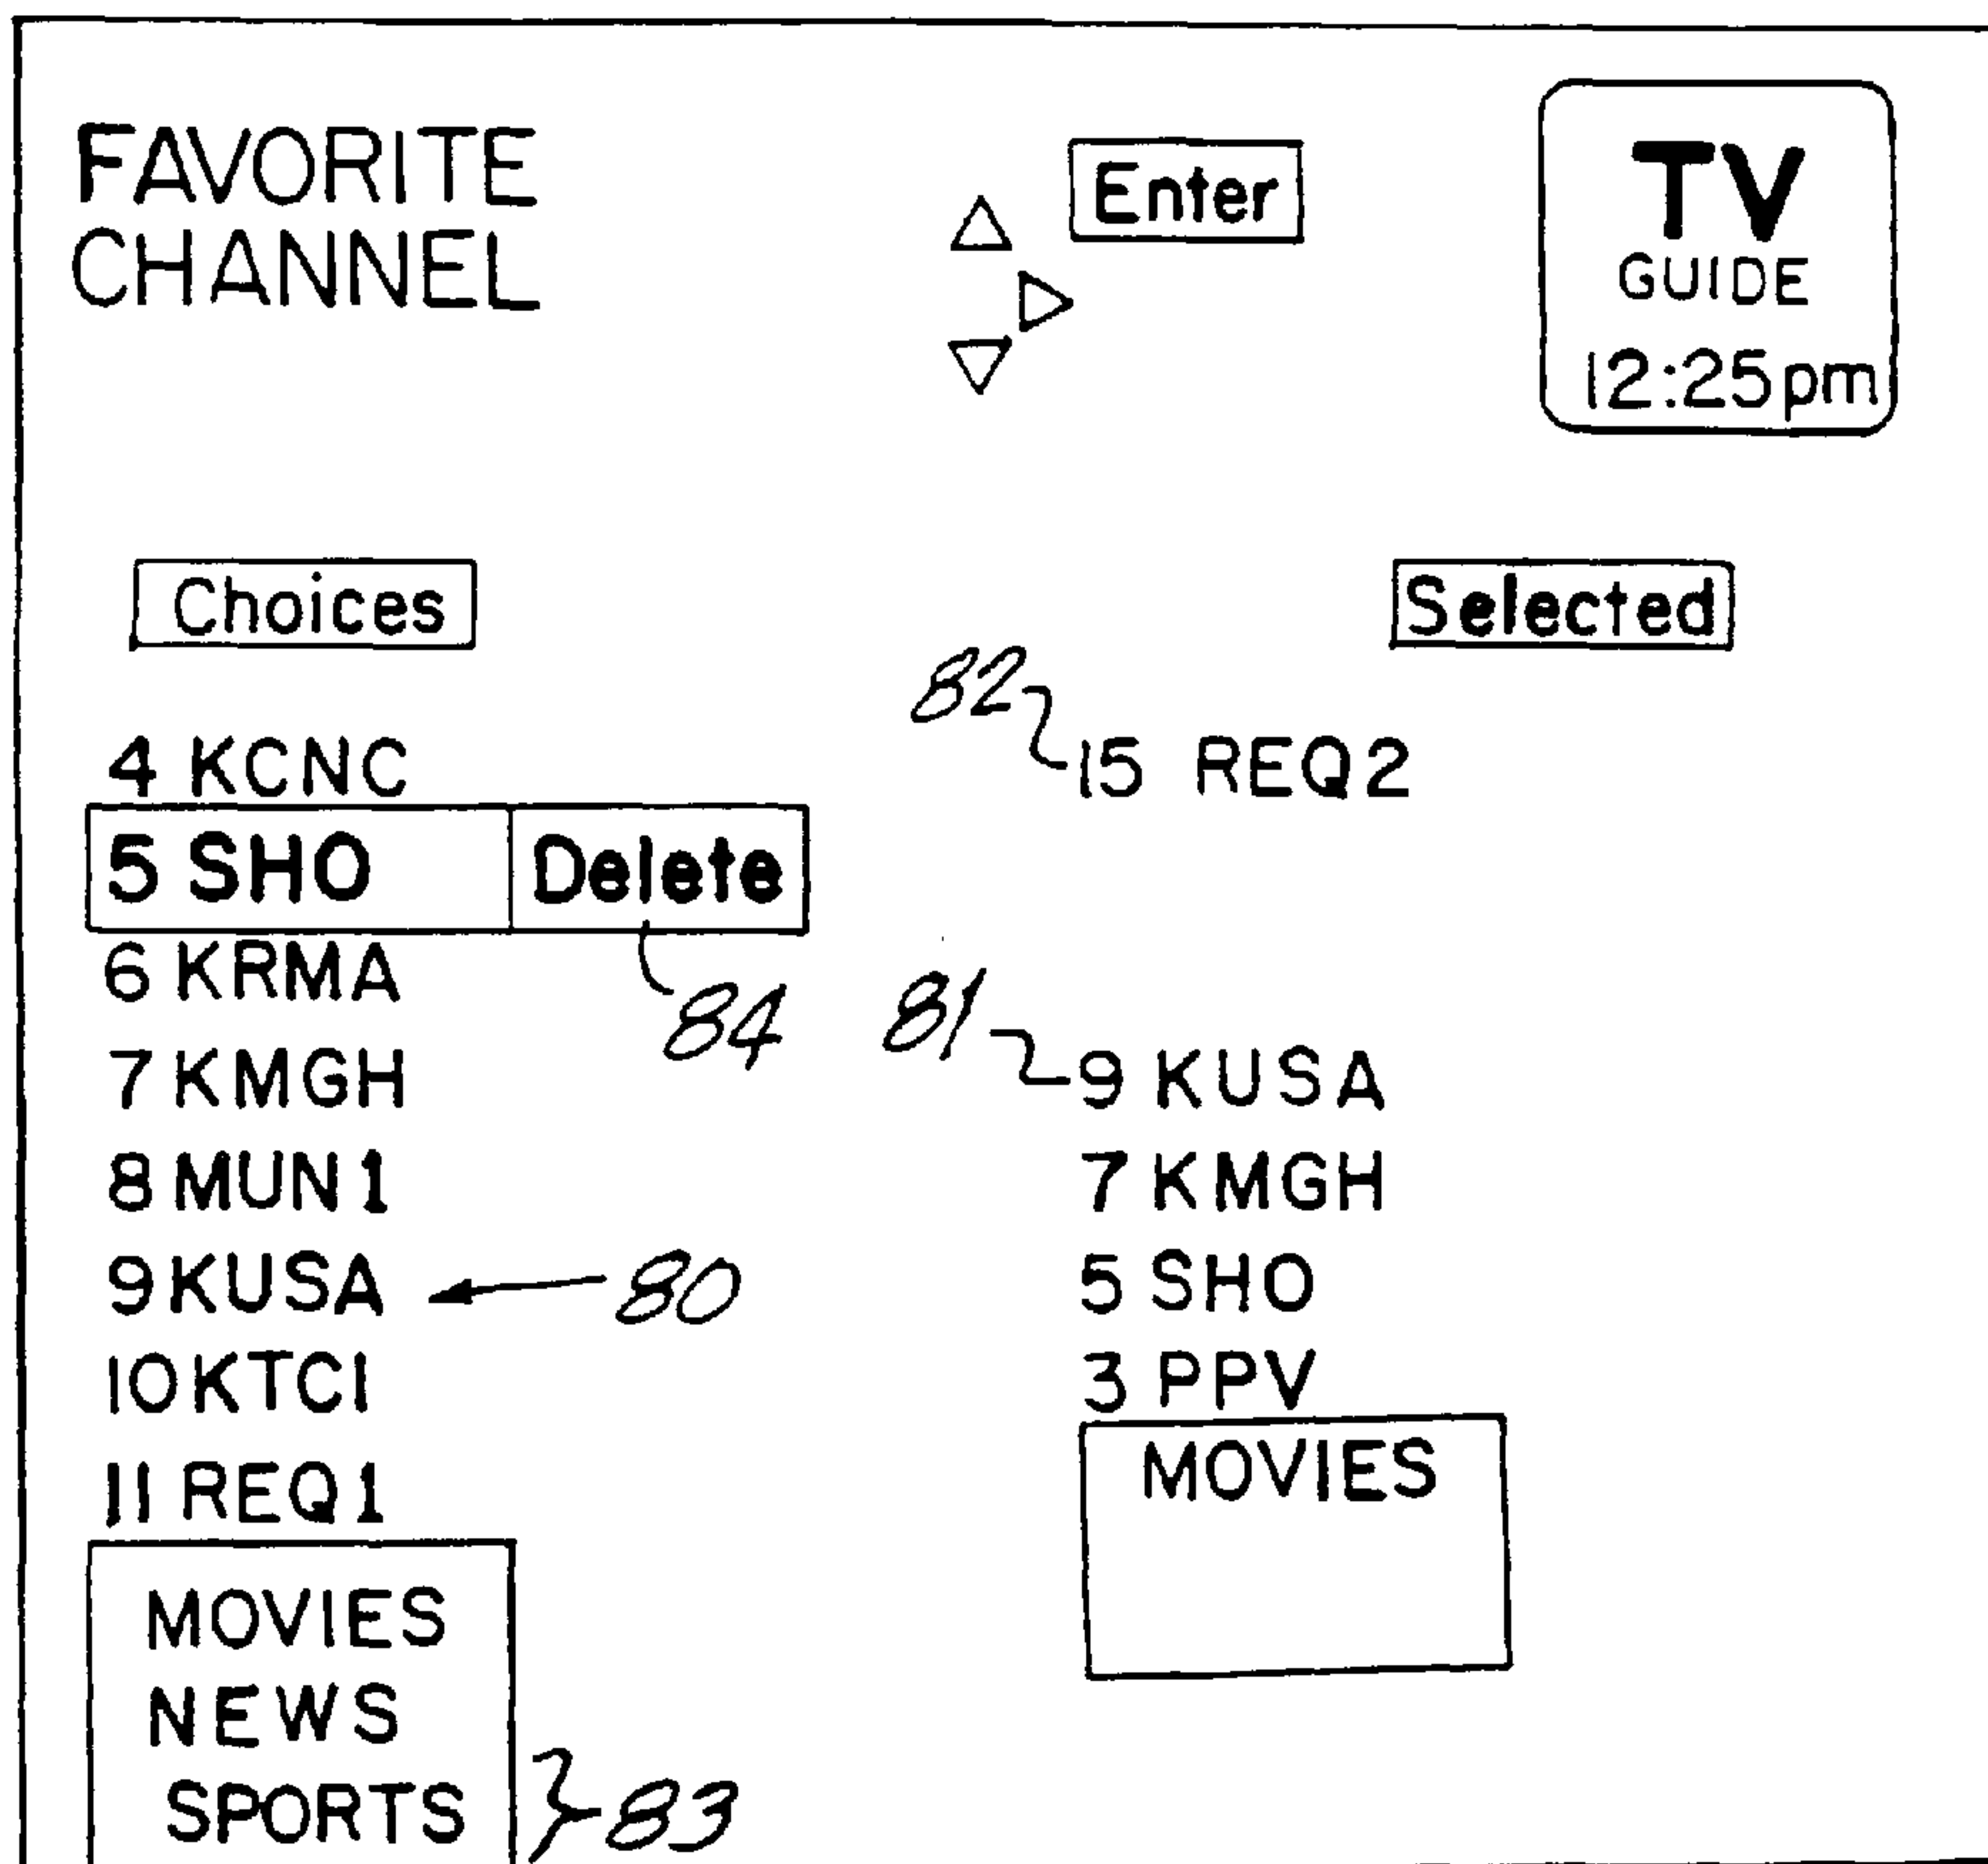 FAVORITE
CHANNEL
Enter
TV
GUIDE
12:25pm
Choices
Selected
82
4 KCNC
15 REQ2
5 SHO Delete
6 KRMA
84
81
7 KMGH
9 KUSA
8 MUN1
7 KMGH
9 KUSA
80
5 SHO
10 KTCI
3 PPV
11 REQ1
MOVIES
MOVIES
NEWS
SPORTS
83